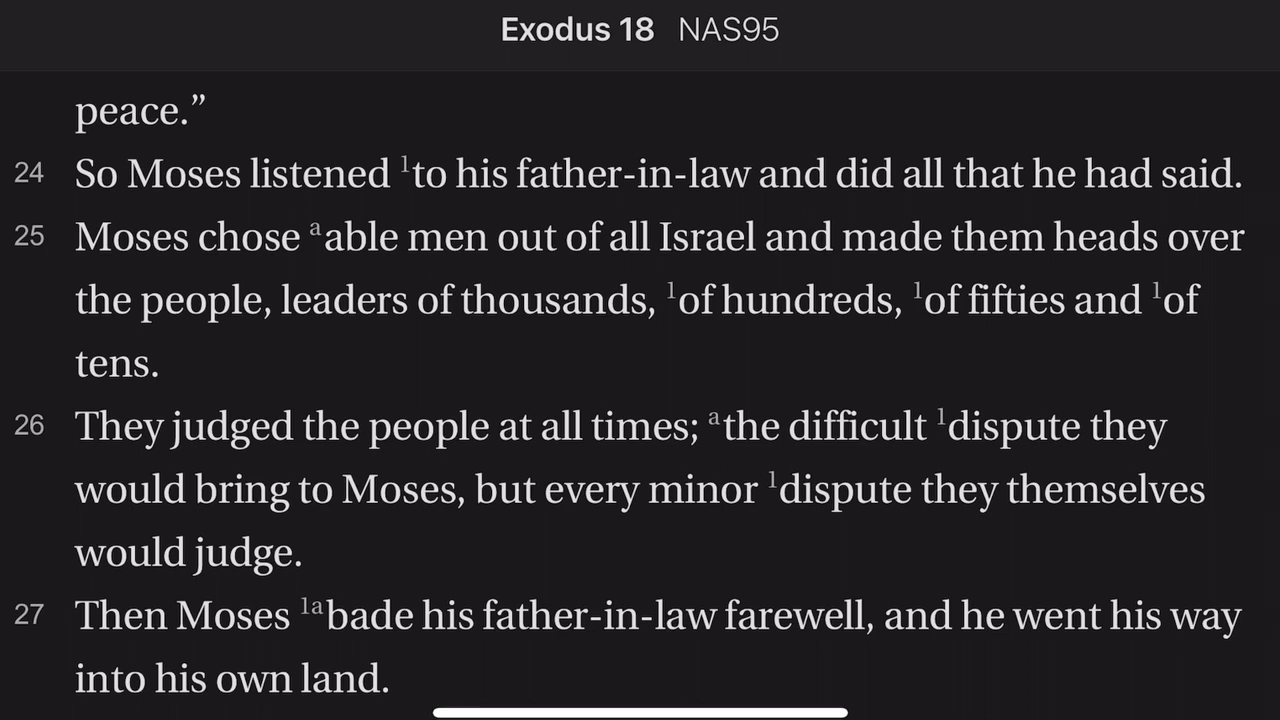 Exodus 18 NAS95
peace.”
24 So Moses listened ¹to his father-in-law and did all that he had said.
25 Moses chose ᵃable men out of all Israel and made them heads over
the people, leaders of thousands, ¹of hundreds, ¹of fifties and ¹of
tens.
26 They judged the people at all times; ᵃthe difficult ¹dispute they
would bring to Moses, but every minor ¹dispute they themselves
would judge.
27 Then Moses ¹ᵃbade his father-in-law farewell, and he went his way
into his own land.